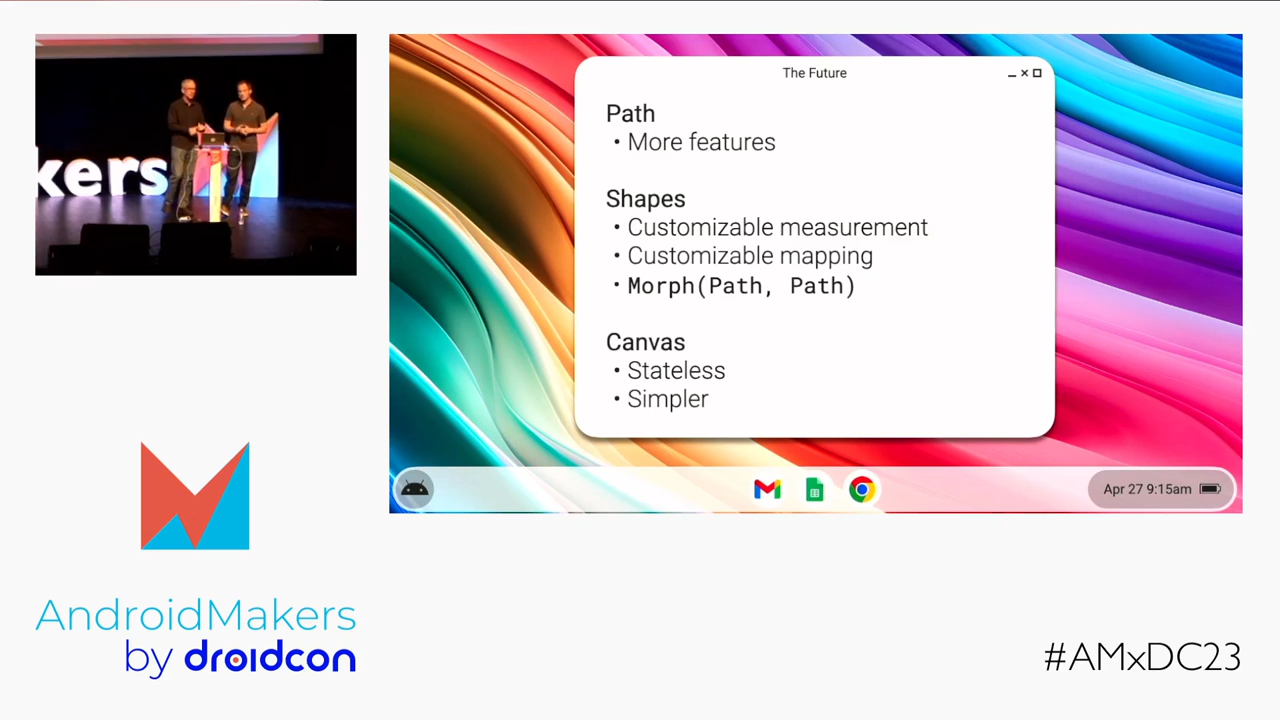 kers
The Future
Path
• More features
Shapes
• Customizable measurement
• Customizable mapping
• Morph(Path, Path)
Canvas
• Stateless
• Simpler
Apr 27 9:15am
AndroidMakers
by droidcon
#AMxDC23